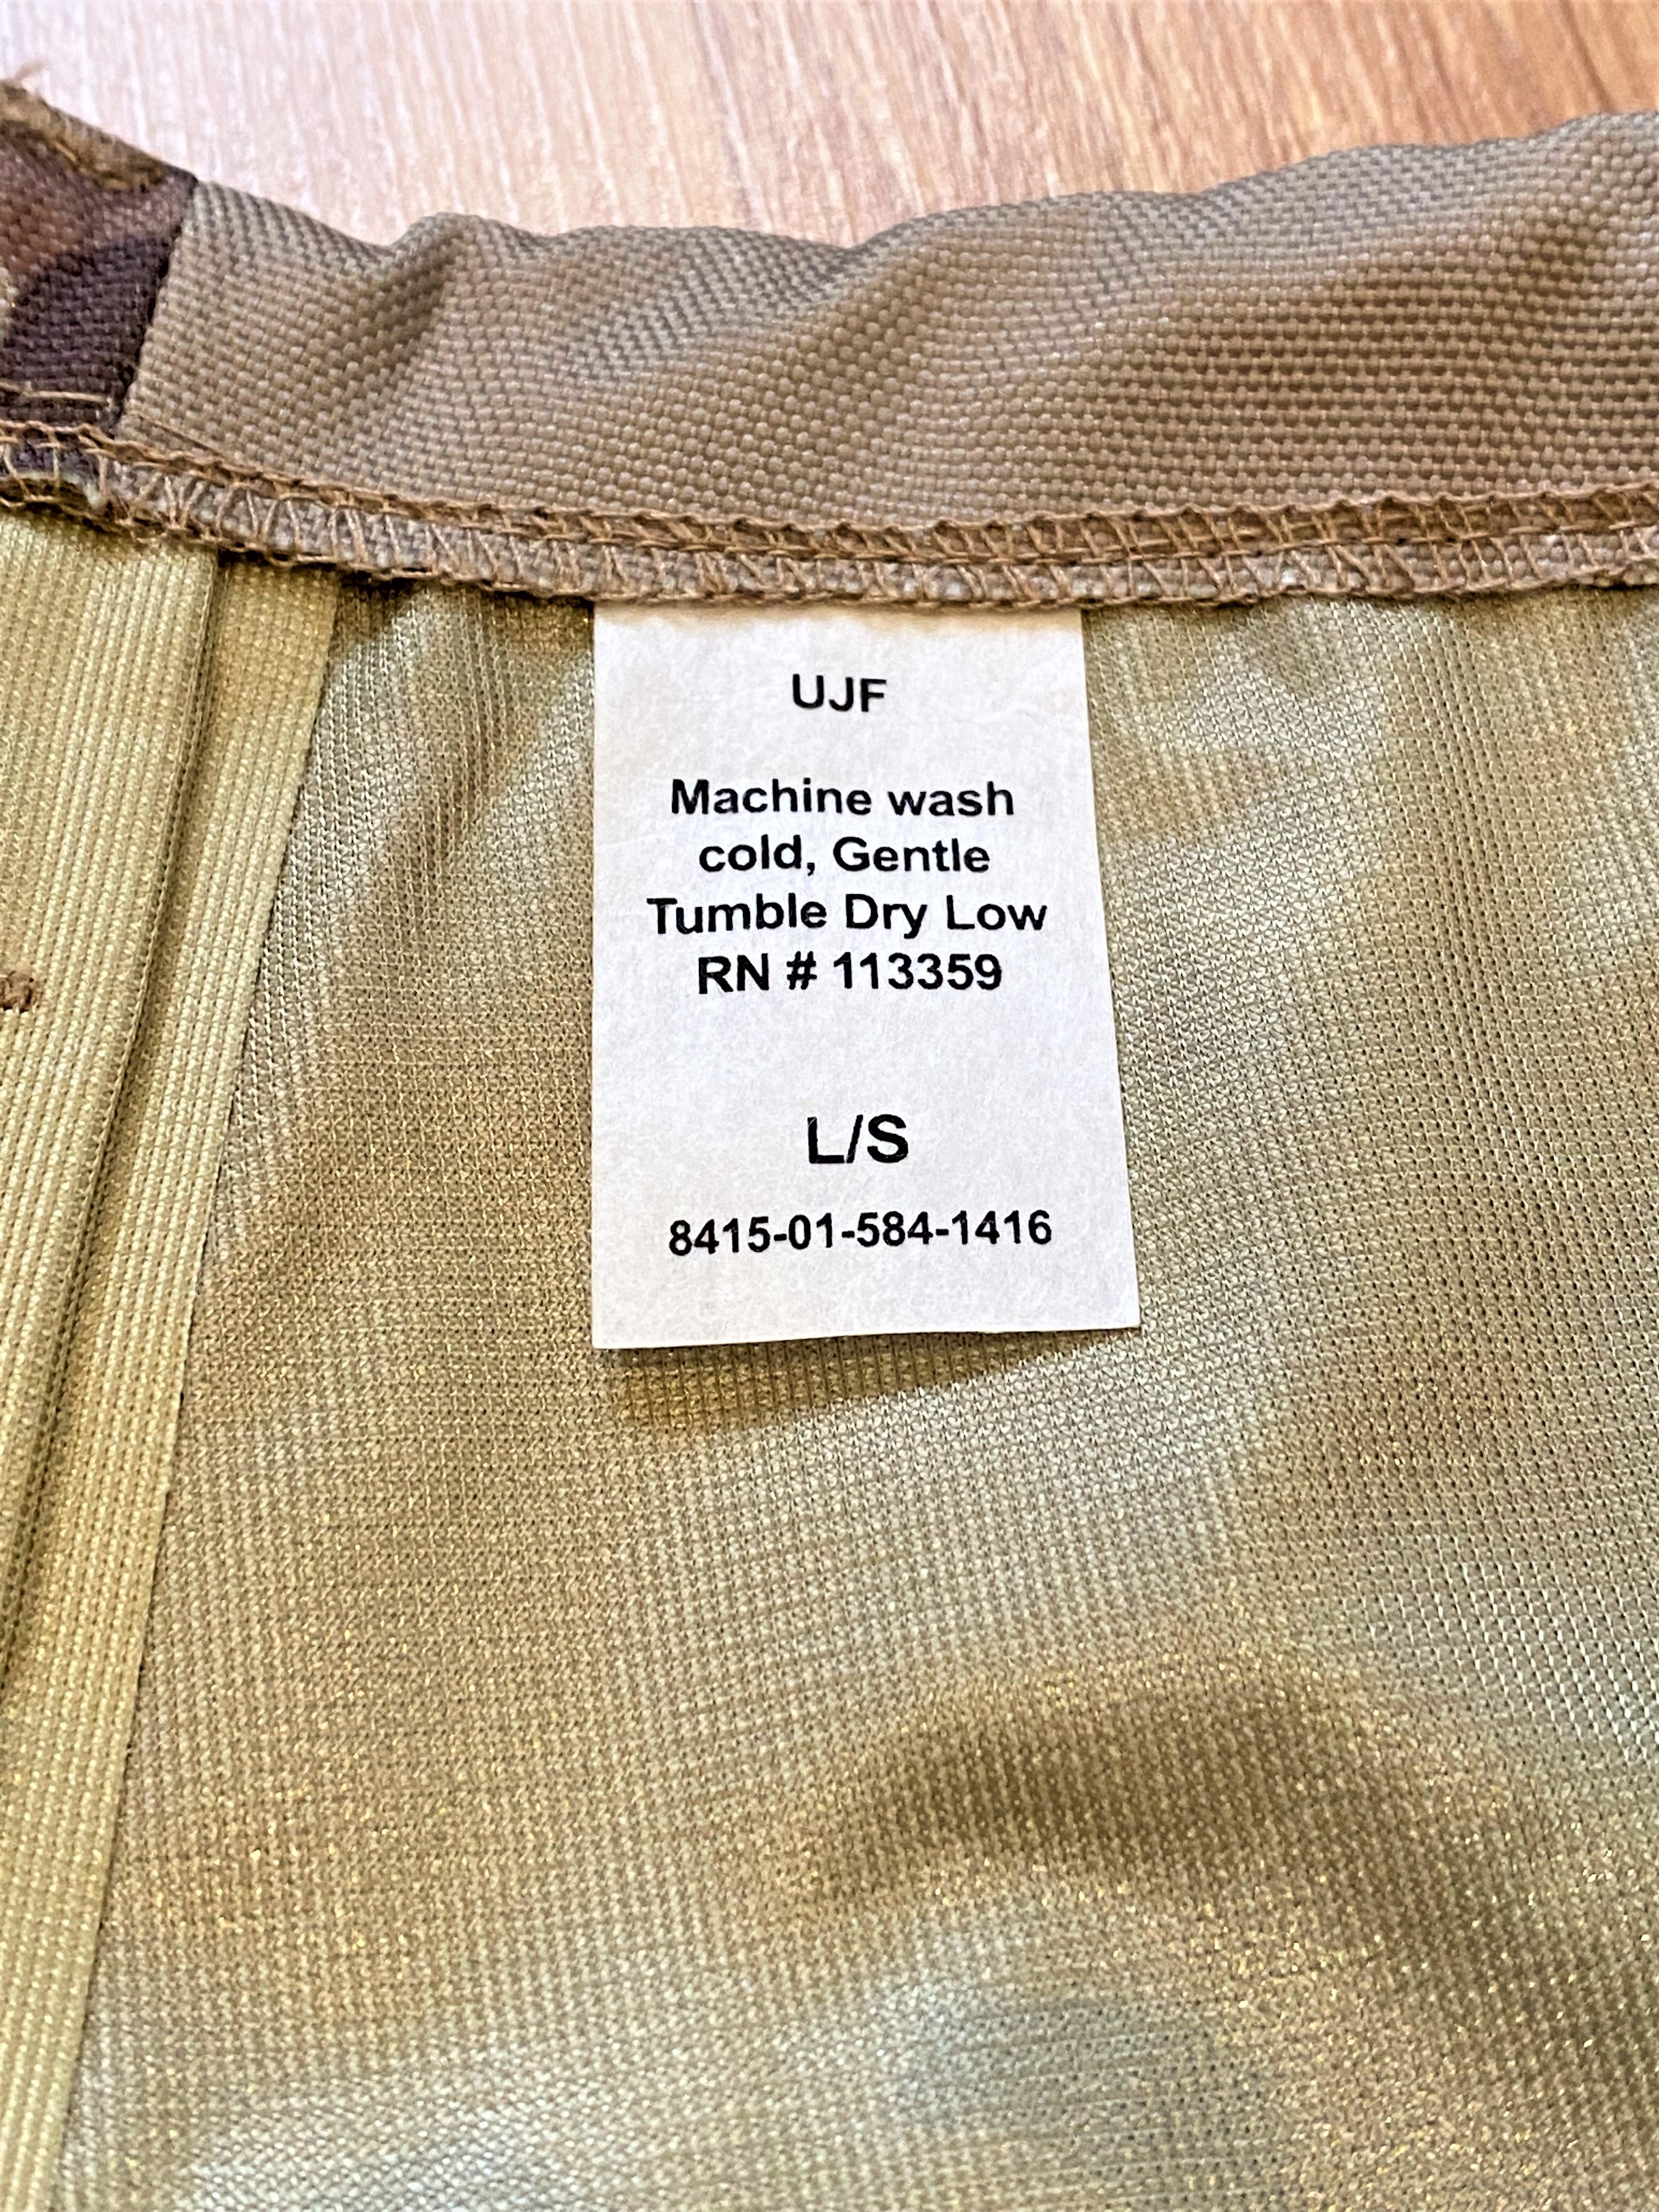 UJF
Machine wash
cold, Gentle
Tumble Dry Low
RN # 113359
L/S
8415-01-584-1416